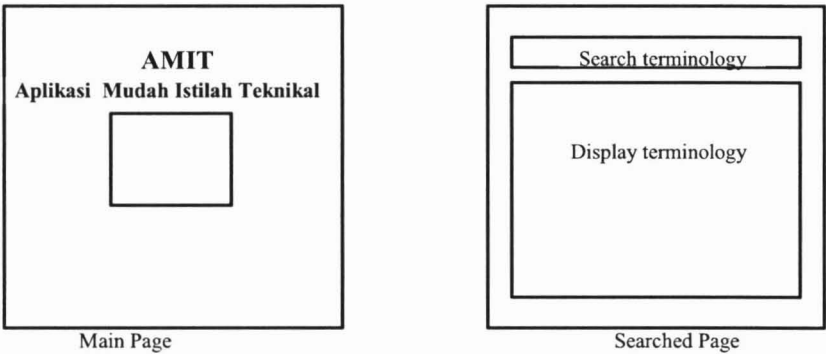 AMIT
Aplikasi Mudah Istilah Teknikal
Main Page
Search terminology
Display terminology
Searched Page